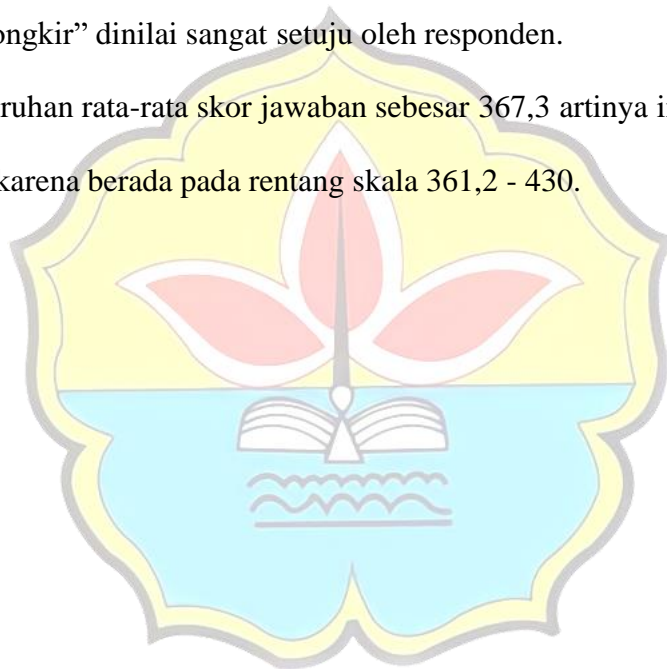 ongkir” dinilai sangat setuju oleh responden.
ruhan rata-rata skor jawaban sebesar 367,3 artinya
karena berada pada rentang skala 361,2 - 430.